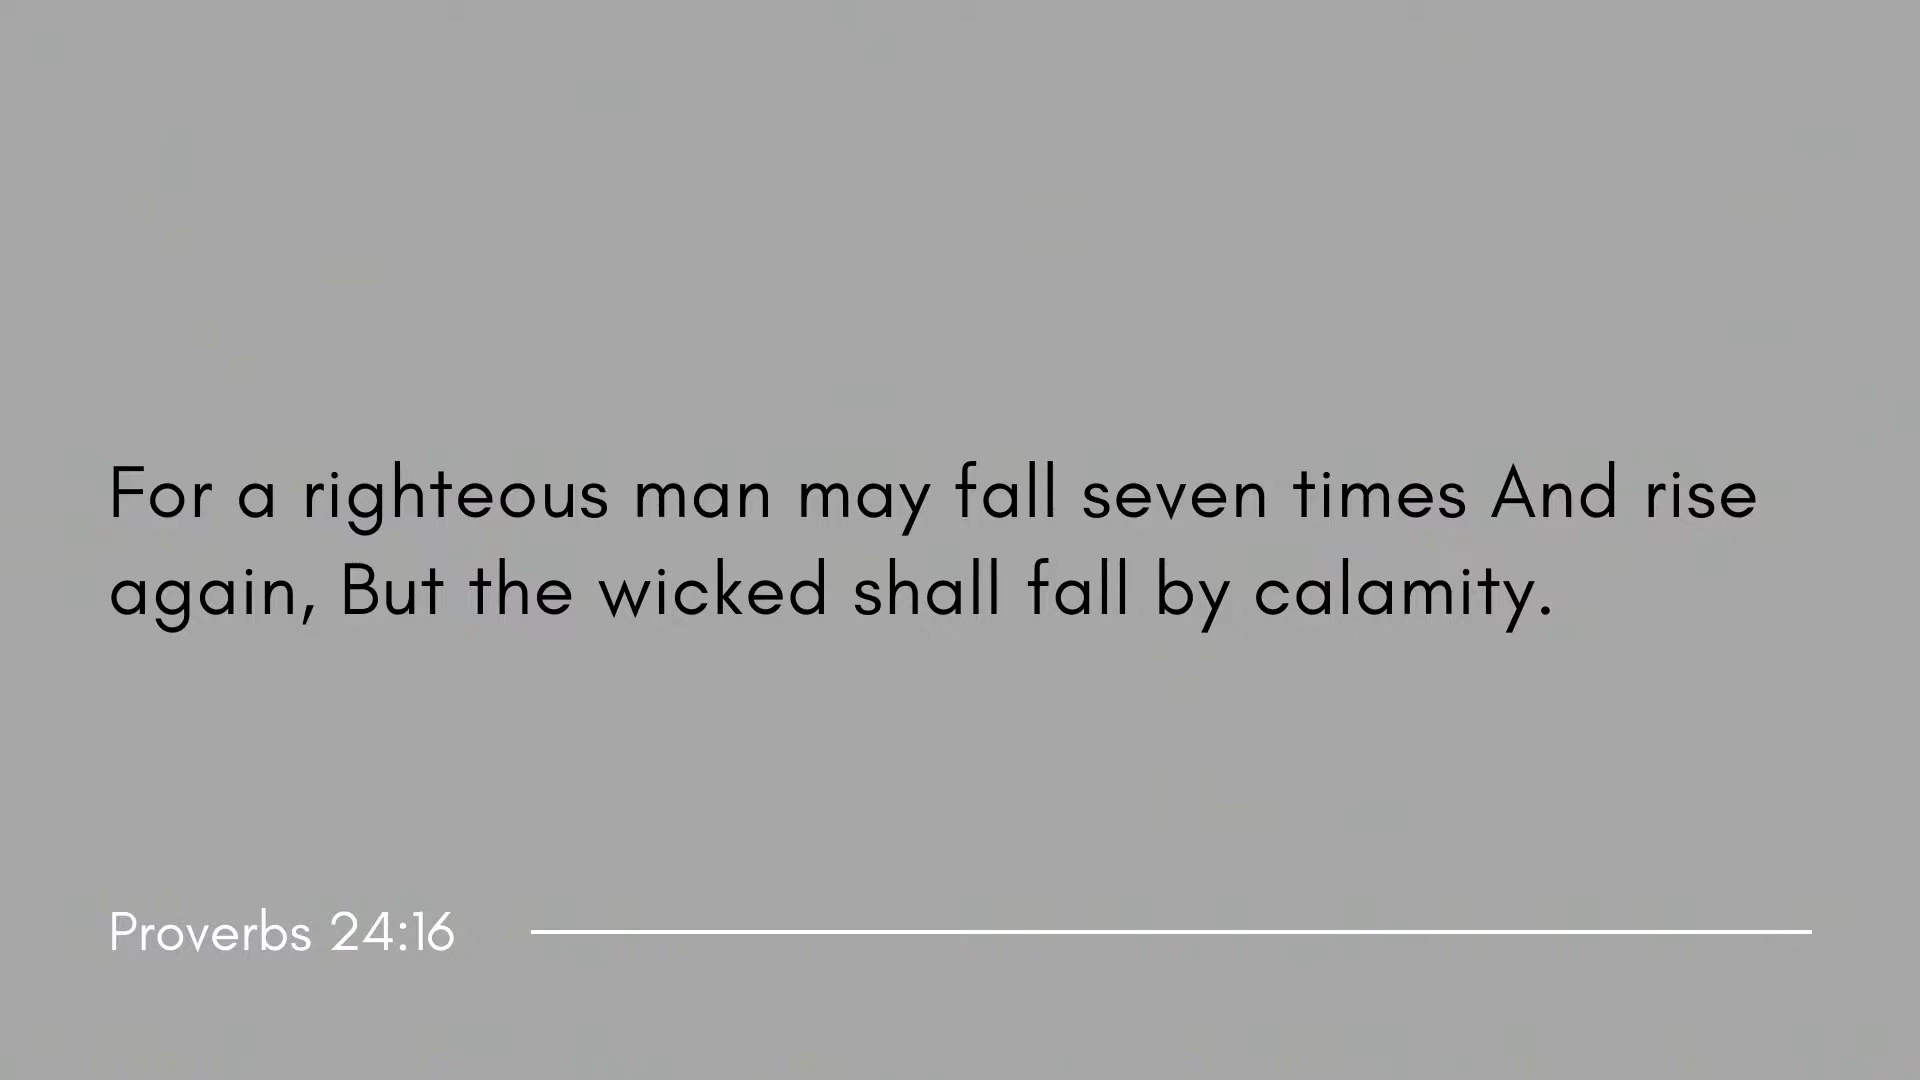 For a righteous man may fall seven times And rise
again, But the wicked shall fall by calamity.
Proverbs 24:16